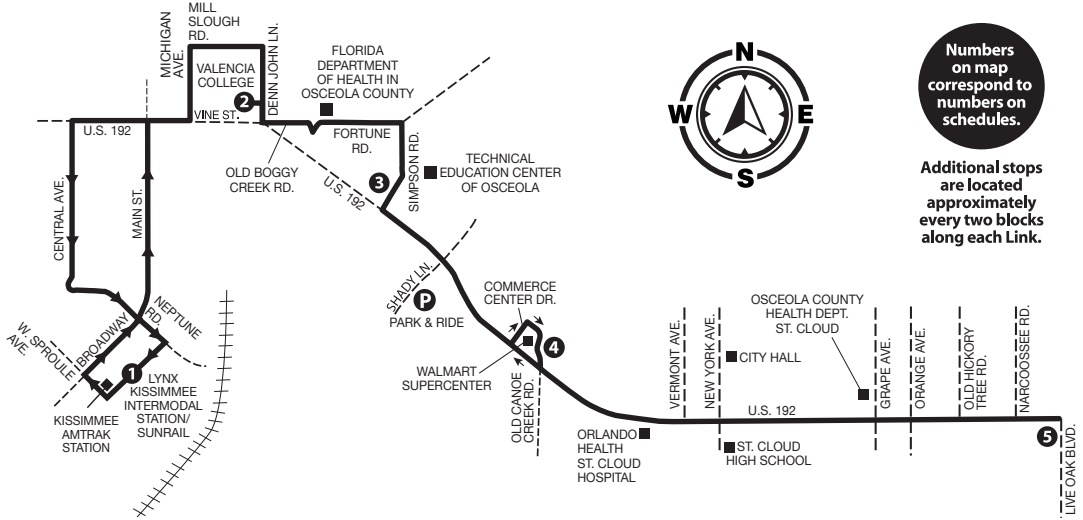 MILL
SLOUGH
RD.
MICHIGAN
AVE.
DENN JOHN LN.
VALENCIA
COLLEGE
2
VINE ST.
U.S. 192
FLORIDA
DEPARTMENT
OF HEALTH IN
OSCEOLA COUNTY
FORTUNE
RD.
OLD BOGGY
CREEK RD.
U.S. 192
3
SIMPSON RD.
TECHNICAL
EDUCATION CENTER
OF OSCEOLA
CENTRAL AVE.
MAIN ST.
W. SPROULE
AVE.
BROADWAY
NEPTUNE
RD.
1
LYNX
KISSIMMEE
INTERMODAL
STATION/
SUNRAIL
KISSIMMEE
AMTRAK
STATION
SHADY LN.
P
PARK & RIDE
COMMERCE
CENTER DR.
4
WALMART
SUPERCENTER
OLD CANOE
CREEK RD.
N
W
E
S
Numbers
on map
correspond to
numbers on
schedules.
Additional stops
are located
approximately
every two blocks
along each Link.
ORLANDO
HEALTH
ST. CLOUD
HOSPITAL
VERMONT AVE.
NEW YORK AVE.
CITY HALL
ST. CLOUD
HIGH SCHOOL
OSCEOLA COUNTY
HEALTH DEPT.
ST. CLOUD
U.S. 192
GRAPE AVE.
ORANGE AVE.
OLD HICKORY
TREE RD.
NARCOOSSEE RD.
5
LIVE OAK BLVD.